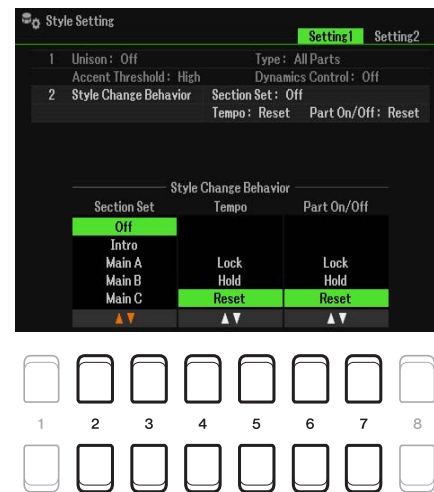 Style Setting
Setting1 Setting2
1 Unison: Off Type: All Parts
Accent Threshold: High Dynamics Control: Off
2 Style Change Behavior Section Set: Off
Tempo: Reset Part On/Off: Reset
Style Change Behavior
Section Set Tempo Part On/Off
Off
Intro
Main A Lock Lock
Main B Hold Hold
Main C Reset Reset
1 2 3 4 5 6 7 8